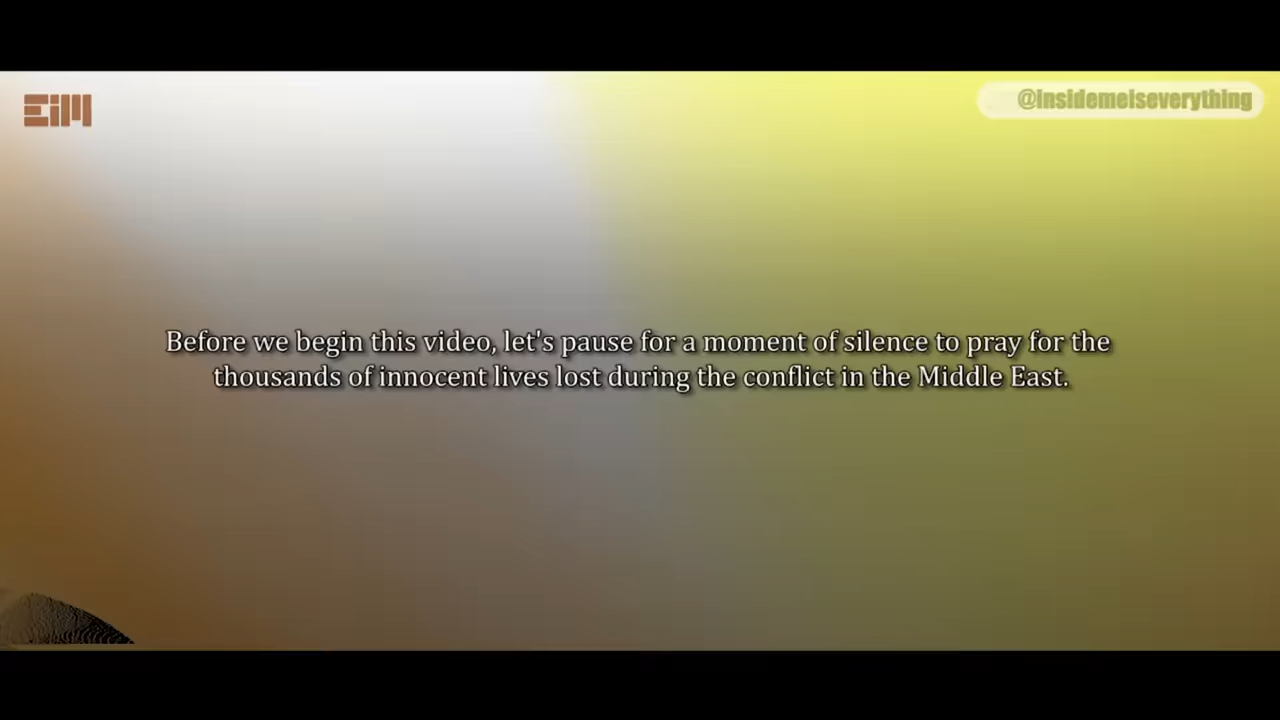 EIM
@insidemeiseverything
Before we begin this video, let's pause for a moment of silence to pray for the
thousands of innocent lives lost during the conflict in the Middle East.